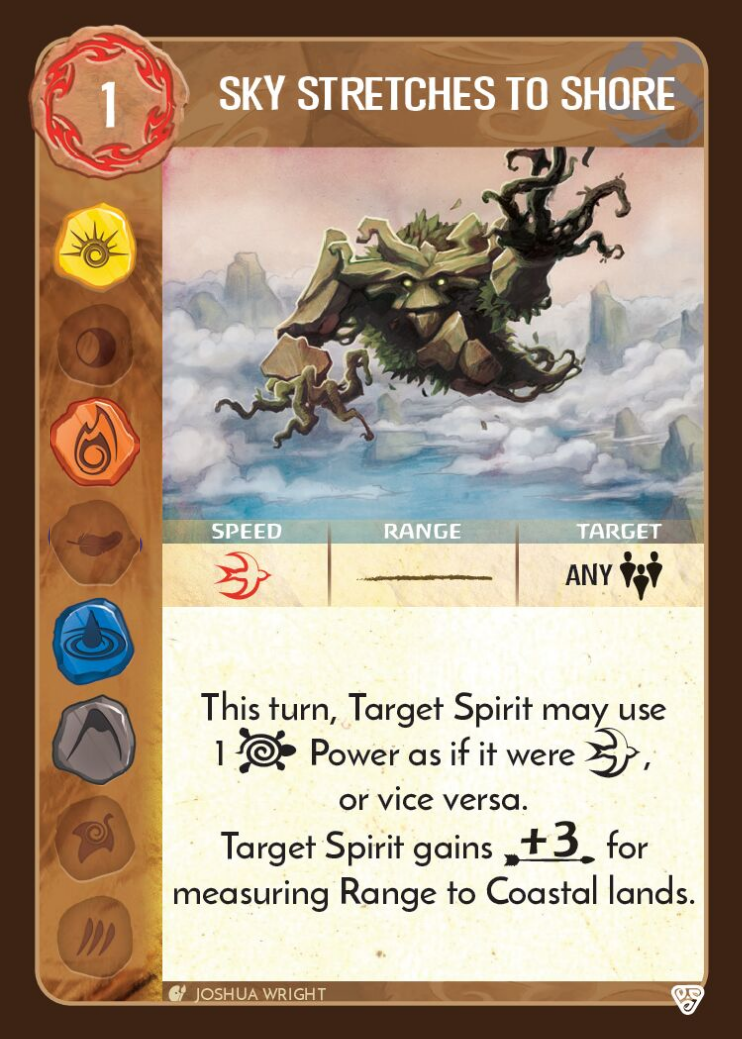 1
SKY STRETCHES TO SHORE
SPEED RANGE TARGET
ANY
This turn, Target Spirit may use
1 Power as if it were ,
or vice versa.
Target Spirit gains +3 for
measuring Range to Coastal lands.
JOSHUA WRIGHT